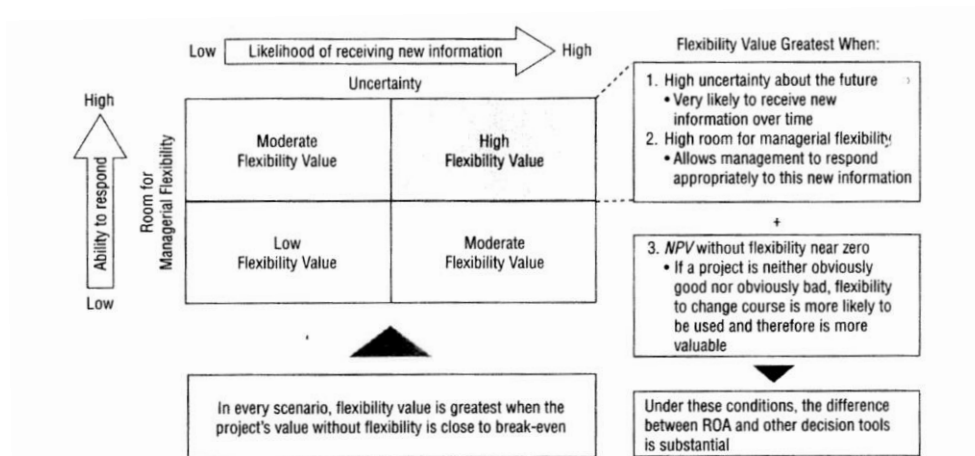 Low
Likelihood of receiving new information
High
Flexibility Value Greatest When:
Uncertainty
High
Ability to respond
Low
Room for
Managerial Flexibility
Moderate
Flexibility Value
High
Flexibility Value
Low
Flexibility Value
Moderate
Flexibility Value
1. High uncertainty about the future
• Very likely to receive new
information over time
2. High room for managerial flexibility
• Allows management to respond
appropriately to this new information
+
3. NPV without flexibility near zero
• If a project is neither obviously
good nor obviously bad, flexibility
to change course is more likely to
be used and therefore is more
valuable
In every scenario, flexibility value is greatest when the
project's value without flexibility is close to break-even
Under these conditions, the difference
between ROA and other decision tools
is substantial